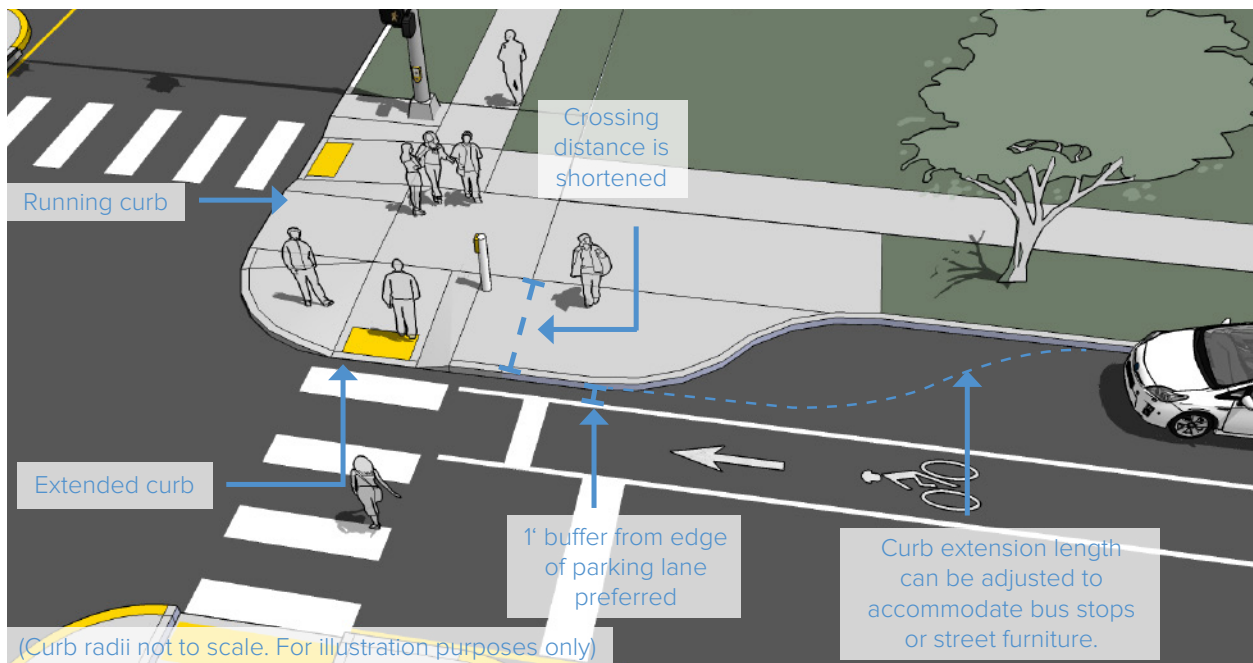 Crossing
distance is
shortened
Running curb
Extended curb
1‘ buffer from edge
of parking lane
preferred
Curb extension length
can be adjusted to
accommodate bus stops
or street furniture.
(Curb radii not to scale. For illustration purposes only)